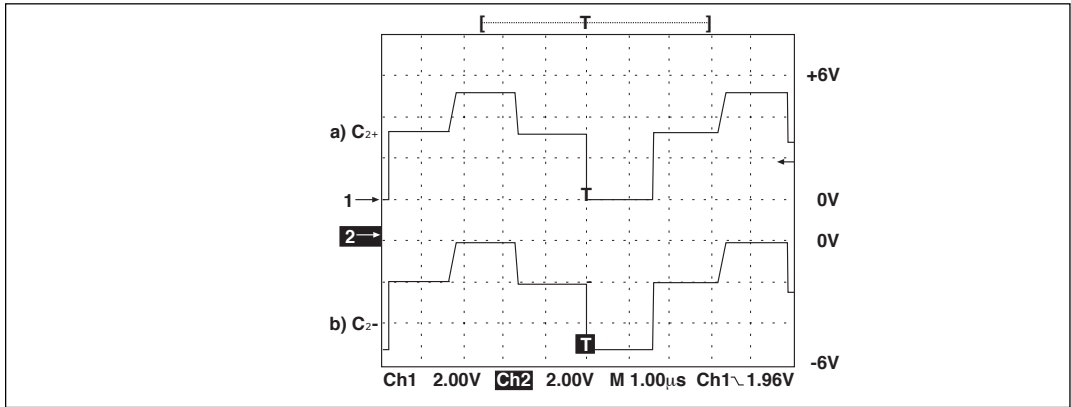 [ T ]
+6V
a) C2+
T
1 0V
2 0V
b) C2-
T
-6V
Ch1 2.00V Ch2 2.00V M 1.00µs Ch1 1.96V